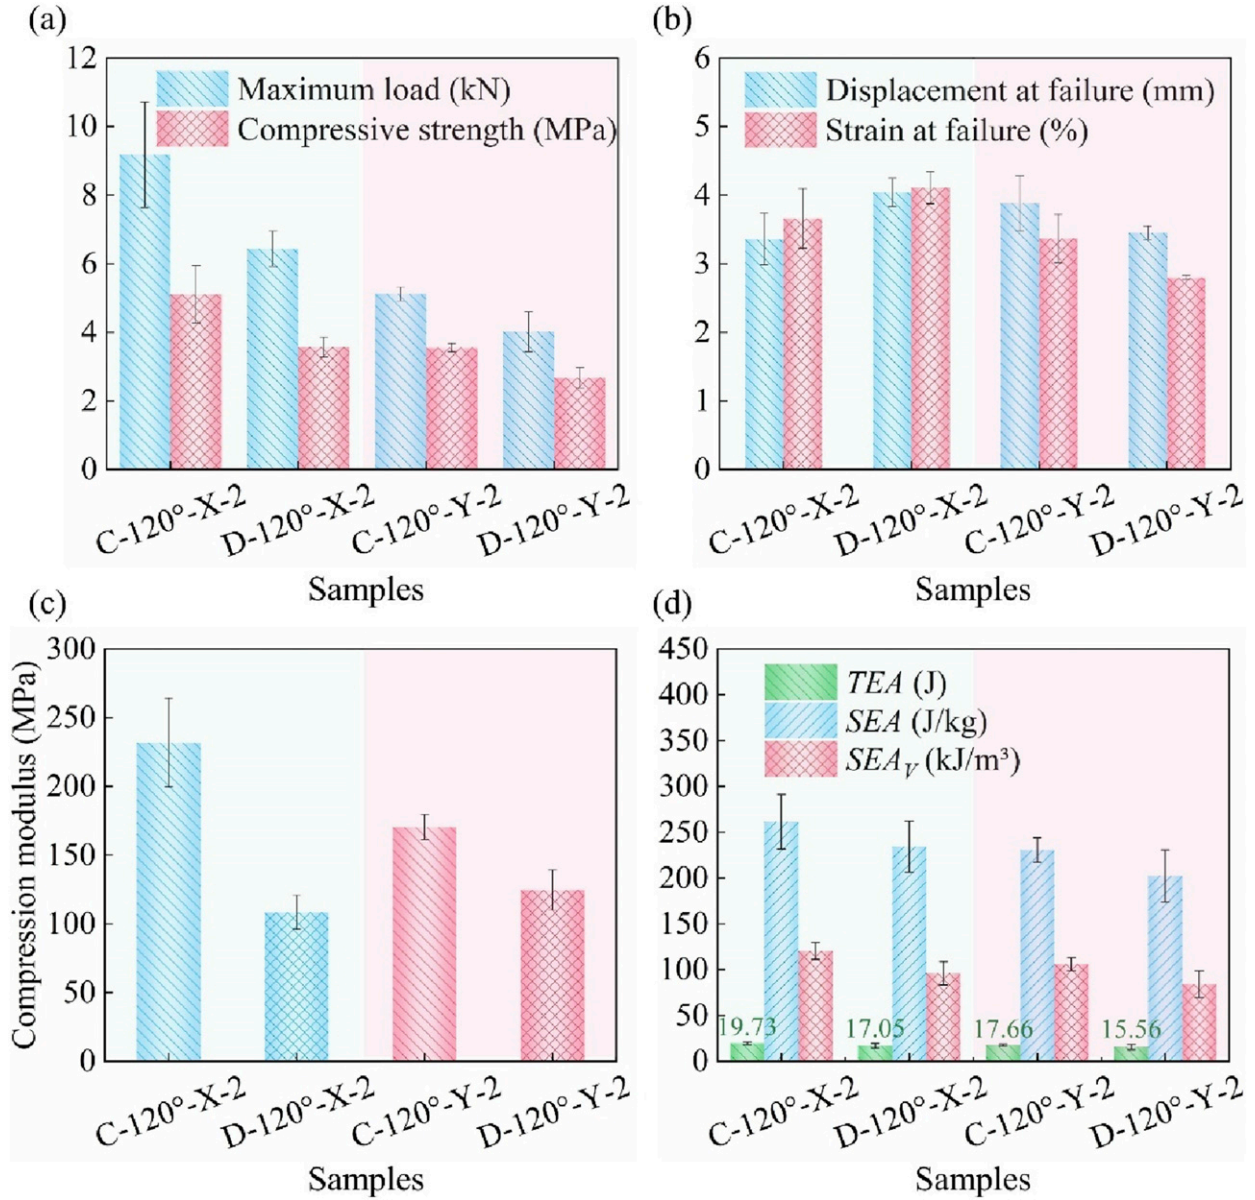 (a)
12
10
8
6
4
2
0
Maximum load (kN)
Compressive strength (MPa)
C-120°-X-2
D-120°-X-2
C-120°-Y-2
D-120°-Y-2
Samples
(b)
6
5
4
3
2
1
0
Displacement at failure (mm)
Strain at failure (%)
C-120°-X-2
D-120°-X-2
C-120°-Y-2
D-120°-Y-2
Samples
(c)
Compression modulus (MPa)
300
250
200
150
100
50
0
C-120°-X-2
D-120°-X-2
C-120°-Y-2
D-120°-Y-2
Samples
(d)
450
400
350
300
250
200
150
100
50
0
TEA (J)
SEA (J/kg)
SEAV (kJ/m³)
19.73
17.05
17.66
15.56
C-120°-X-2
D-120°-X-2
C-120°-Y-2
D-120°-Y-2
Samples